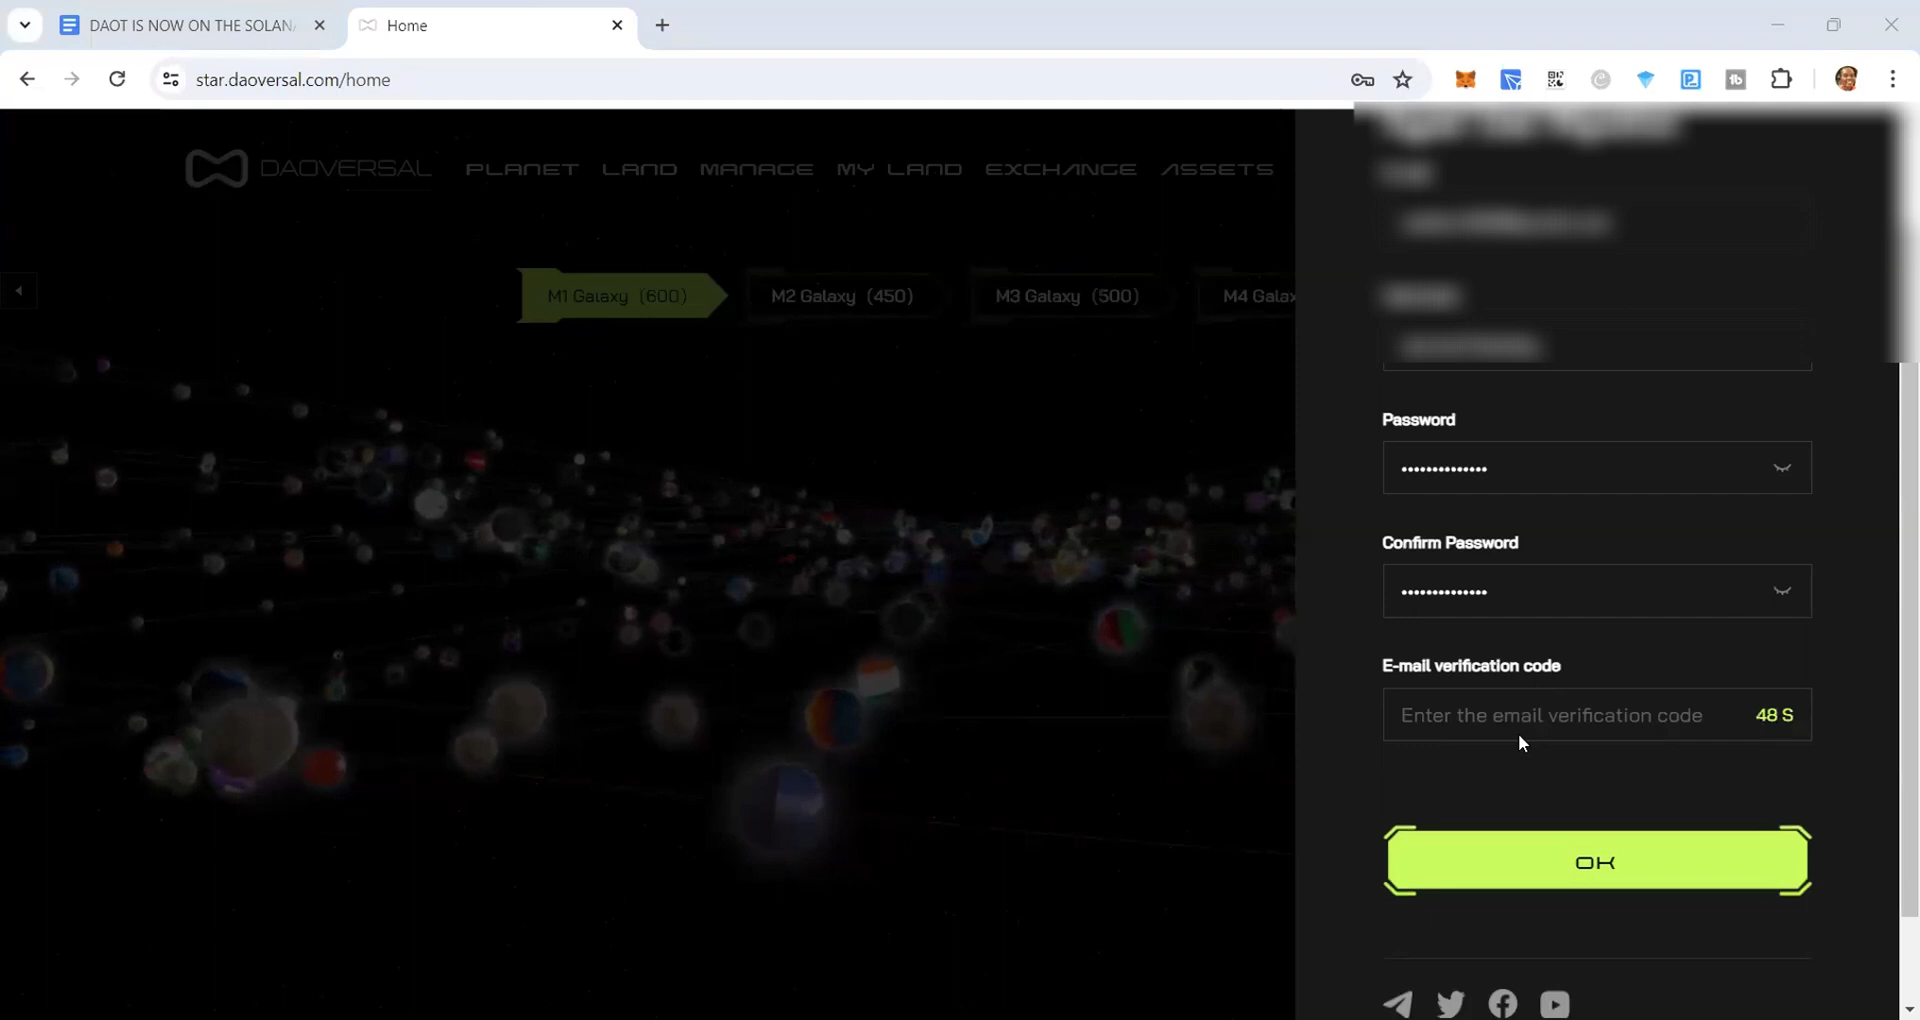 DAOT IS NOW ON THE SOLAN
Home
star.daoversal.com/home
DAOVERSAL PLANET LAND MANAGE MY LAND EXCHANGE ASSETS
M1 Galaxy (600) M2 Galaxy (450) M3 Galaxy (500) M4 Gala
Password
••••••••••••••
Confirm Password
••••••••••••••
E-mail verification code
Enter the email verification code 48 S
OK